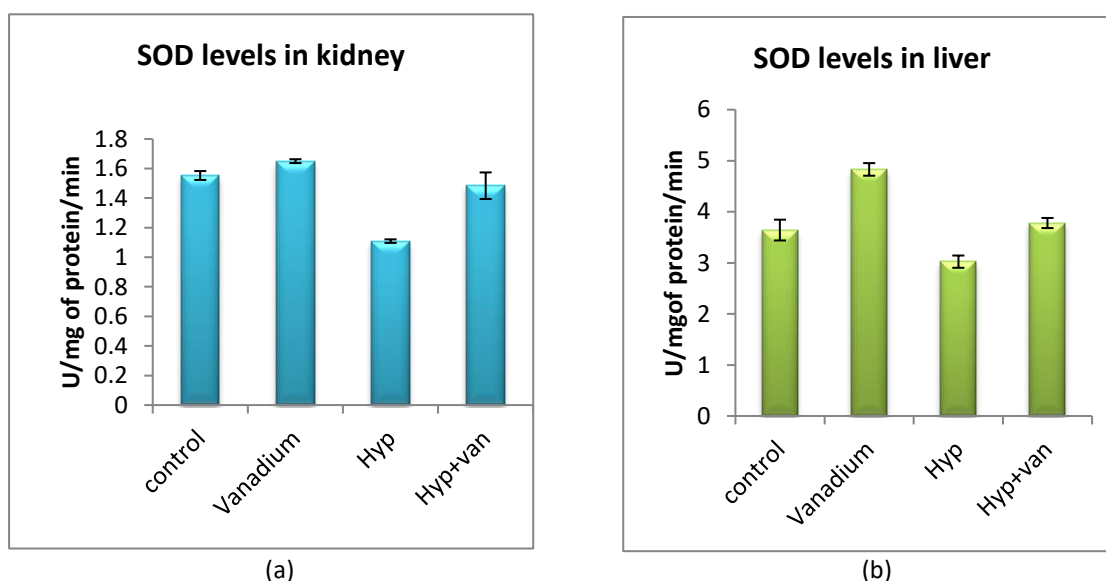 SOD levels in kidney
U/mg of protein/min
1.8
1.6
1.4
1.2
1
0.8
0.6
0.4
0.2
0
control
Vanadium
Hyp
Hyp+van
(a)
SOD levels in liver
U/mgof protein/min
6
5
4
3
2
1
0
control
Vanadium
Hyp
Hyp+van
(b)